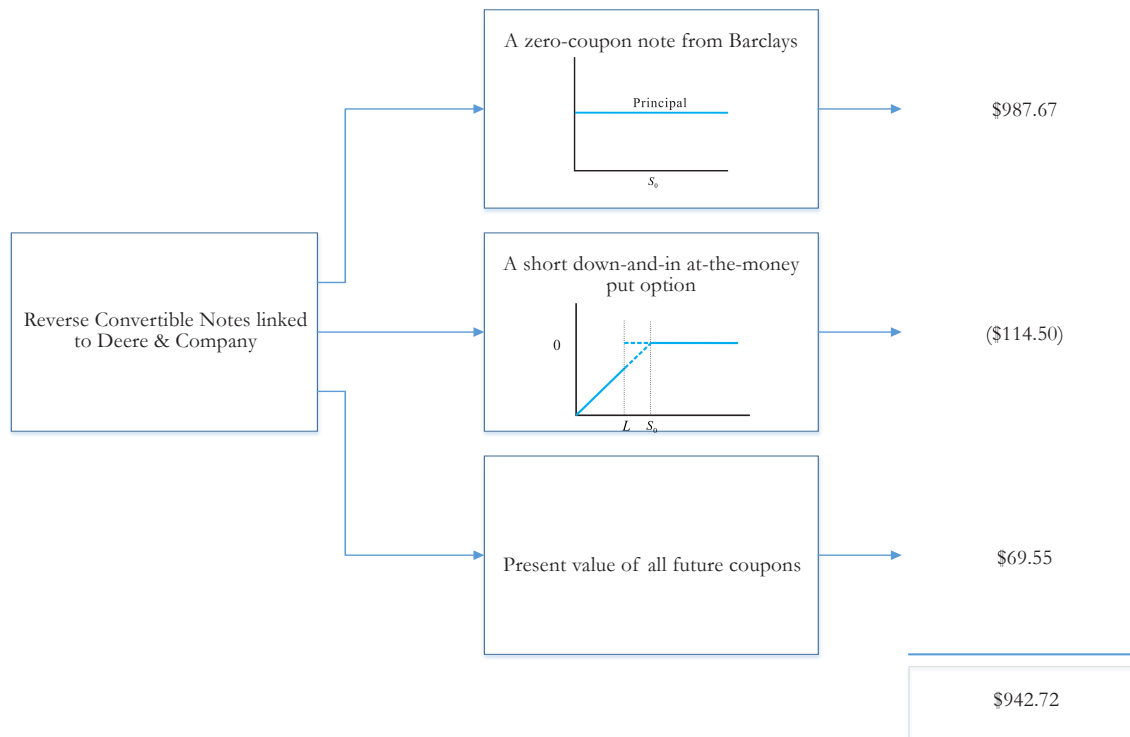 A zero-coupon note from Barclays
Principal
S₀
$987.67
Reverse Convertible Notes linked
to Deere & Company
A short down-and-in at-the-money
put option
0
L S₀
($114.50)
Present value of all future coupons
$69.55
$942.72